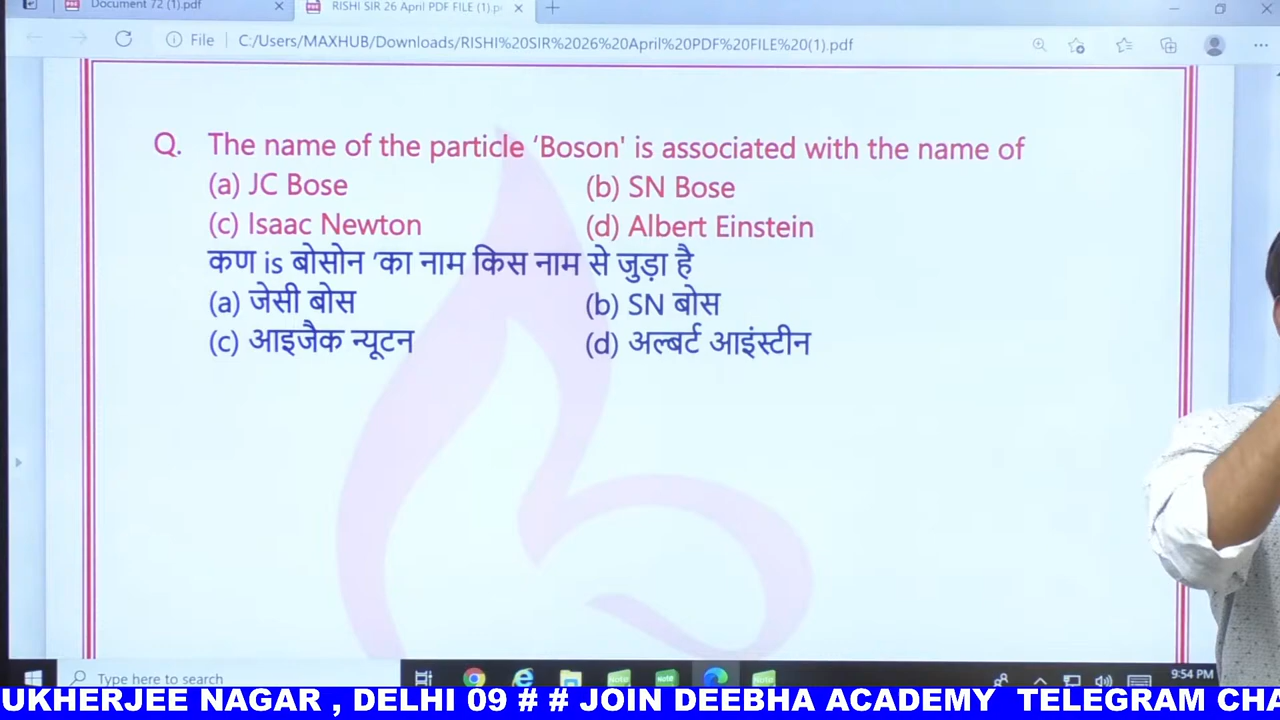 Document 72 (1).pdf
RISHI SIR 26 April PDF FILE (1).p
File
C:/Users/MAXHUB/Downloads/RISHI%20SIR%2026%20April%20PDF%20FILE%20(1).pdf
Q. The name of the particle ‘Boson' is associated with the name of
(a) JC Bose (b) SN Bose
(c) Isaac Newton (d) Albert Einstein
कण is बोसोन 'का नाम किस नाम से जुड़ा है
(a) जेसी बोस (b) SN बोस
(c) आइजैक न्यूटन (d) अल्बर्ट आइंस्टीन
Type here to search
Note Note Note
9:54 PM
UKHERJEE NAGAR , DELHI 09 # # JOIN DEEBHA ACADEMY TELEGRAM CHA